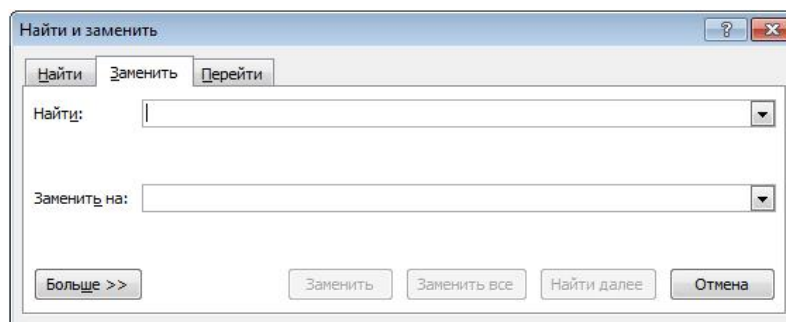 Найти и заменить
Найти Заменить Перейти
Найти:
Заменить на:
Больше >> Заменить Заменить все Найти далее Отмена